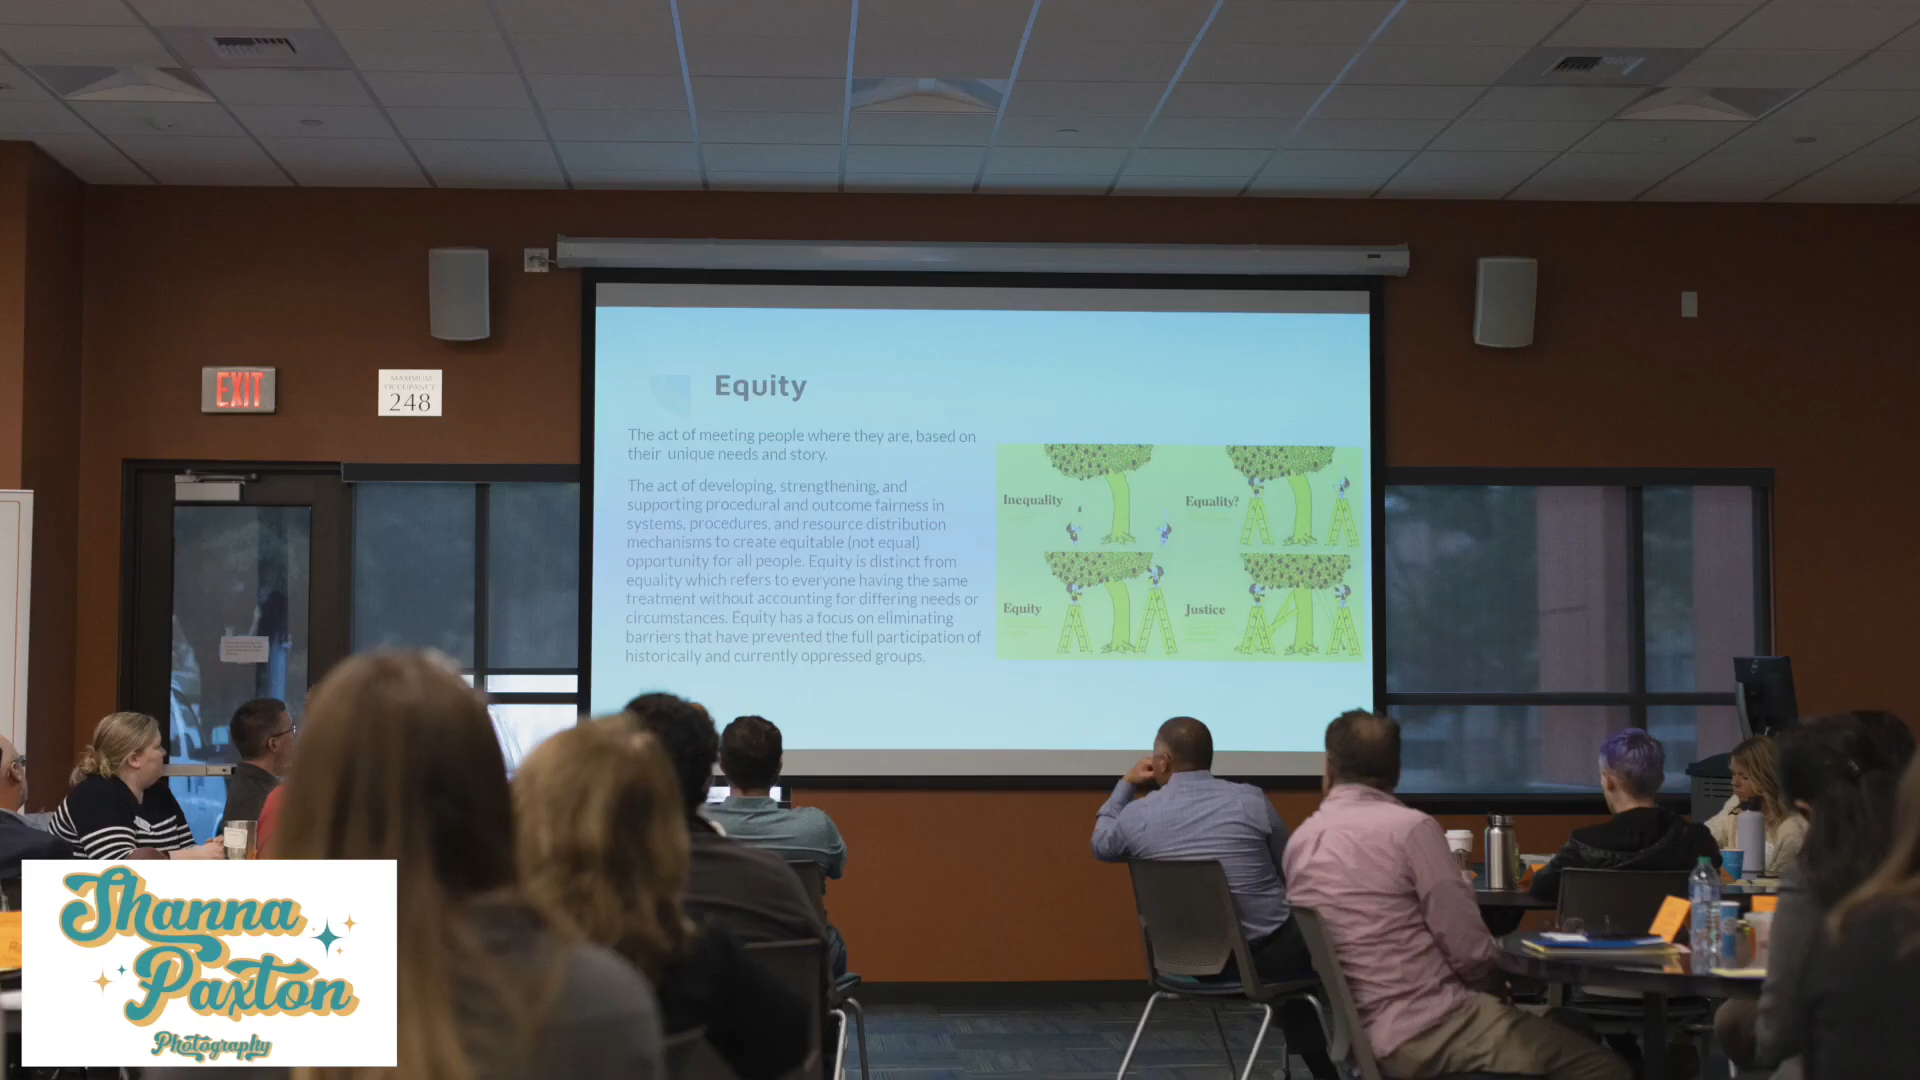 EXIT
MAXIMUM
OCCUPANCY
248
Equity
The act of meeting people where they are, based on
their unique needs and story.
The act of developing, strengthening, and
supporting procedural and outcome fairness in
systems, procedures, and resource distribution
mechanisms to create equitable (not equal)
opportunity for all people. Equity is distinct from
equality which refers to everyone having the same
treatment without accounting for differing needs or
circumstances. Equity has a focus on eliminating
barriers that have prevented the full participation of
historically and currently oppressed groups.
Inequality
Equality?
Equity
Justice
Shanna
Paxton
Photography